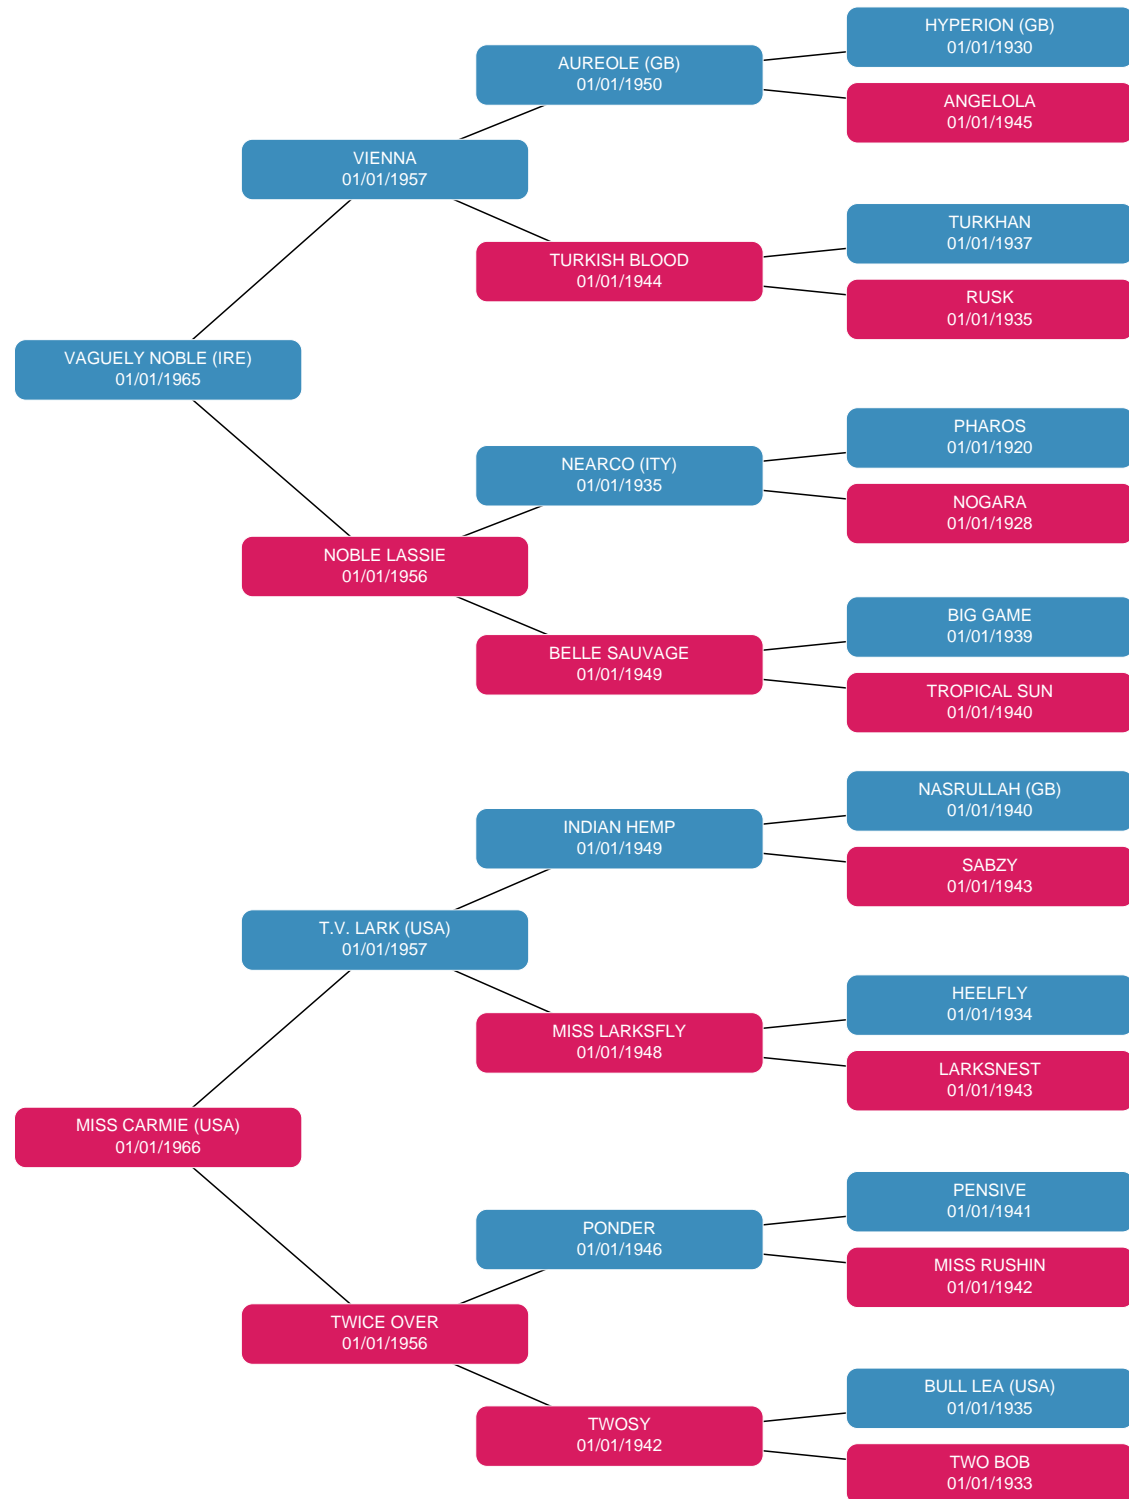 HYPERION (GB)
01/01/1930
AUREOLE (GB)
01/01/1950
ANGELOLA
01/01/1945
VIENNA
01/01/1957
TURKHAN
01/01/1937
TURKISH BLOOD
01/01/1944
RUSK
01/01/1935
VAGUELY NOBLE (IRE)
01/01/1965
PHAROS
01/01/1920
NEARCO (ITY)
01/01/1935
NOGARA
01/01/1928
NOBLE LASSIE
01/01/1956
BIG GAME
01/01/1939
BELLE SAUVAGE
01/01/1949
TROPICAL SUN
01/01/1940
NASRULLAH (GB)
01/01/1940
INDIAN HEMP
01/01/1949
SABZY
01/01/1943
T.V. LARK (USA)
01/01/1957
HEELFLY
01/01/1934
MISS LARKSFLY
01/01/1948
LARKSNEST
01/01/1943
MISS CARMIE (USA)
01/01/1966
PENSIVE
01/01/1941
PONDER
01/01/1946
MISS RUSHIN
01/01/1942
TWICE OVER
01/01/1956
BULL LEA (USA)
01/01/1935
TWOSY
01/01/1942
TWO BOB
01/01/1933